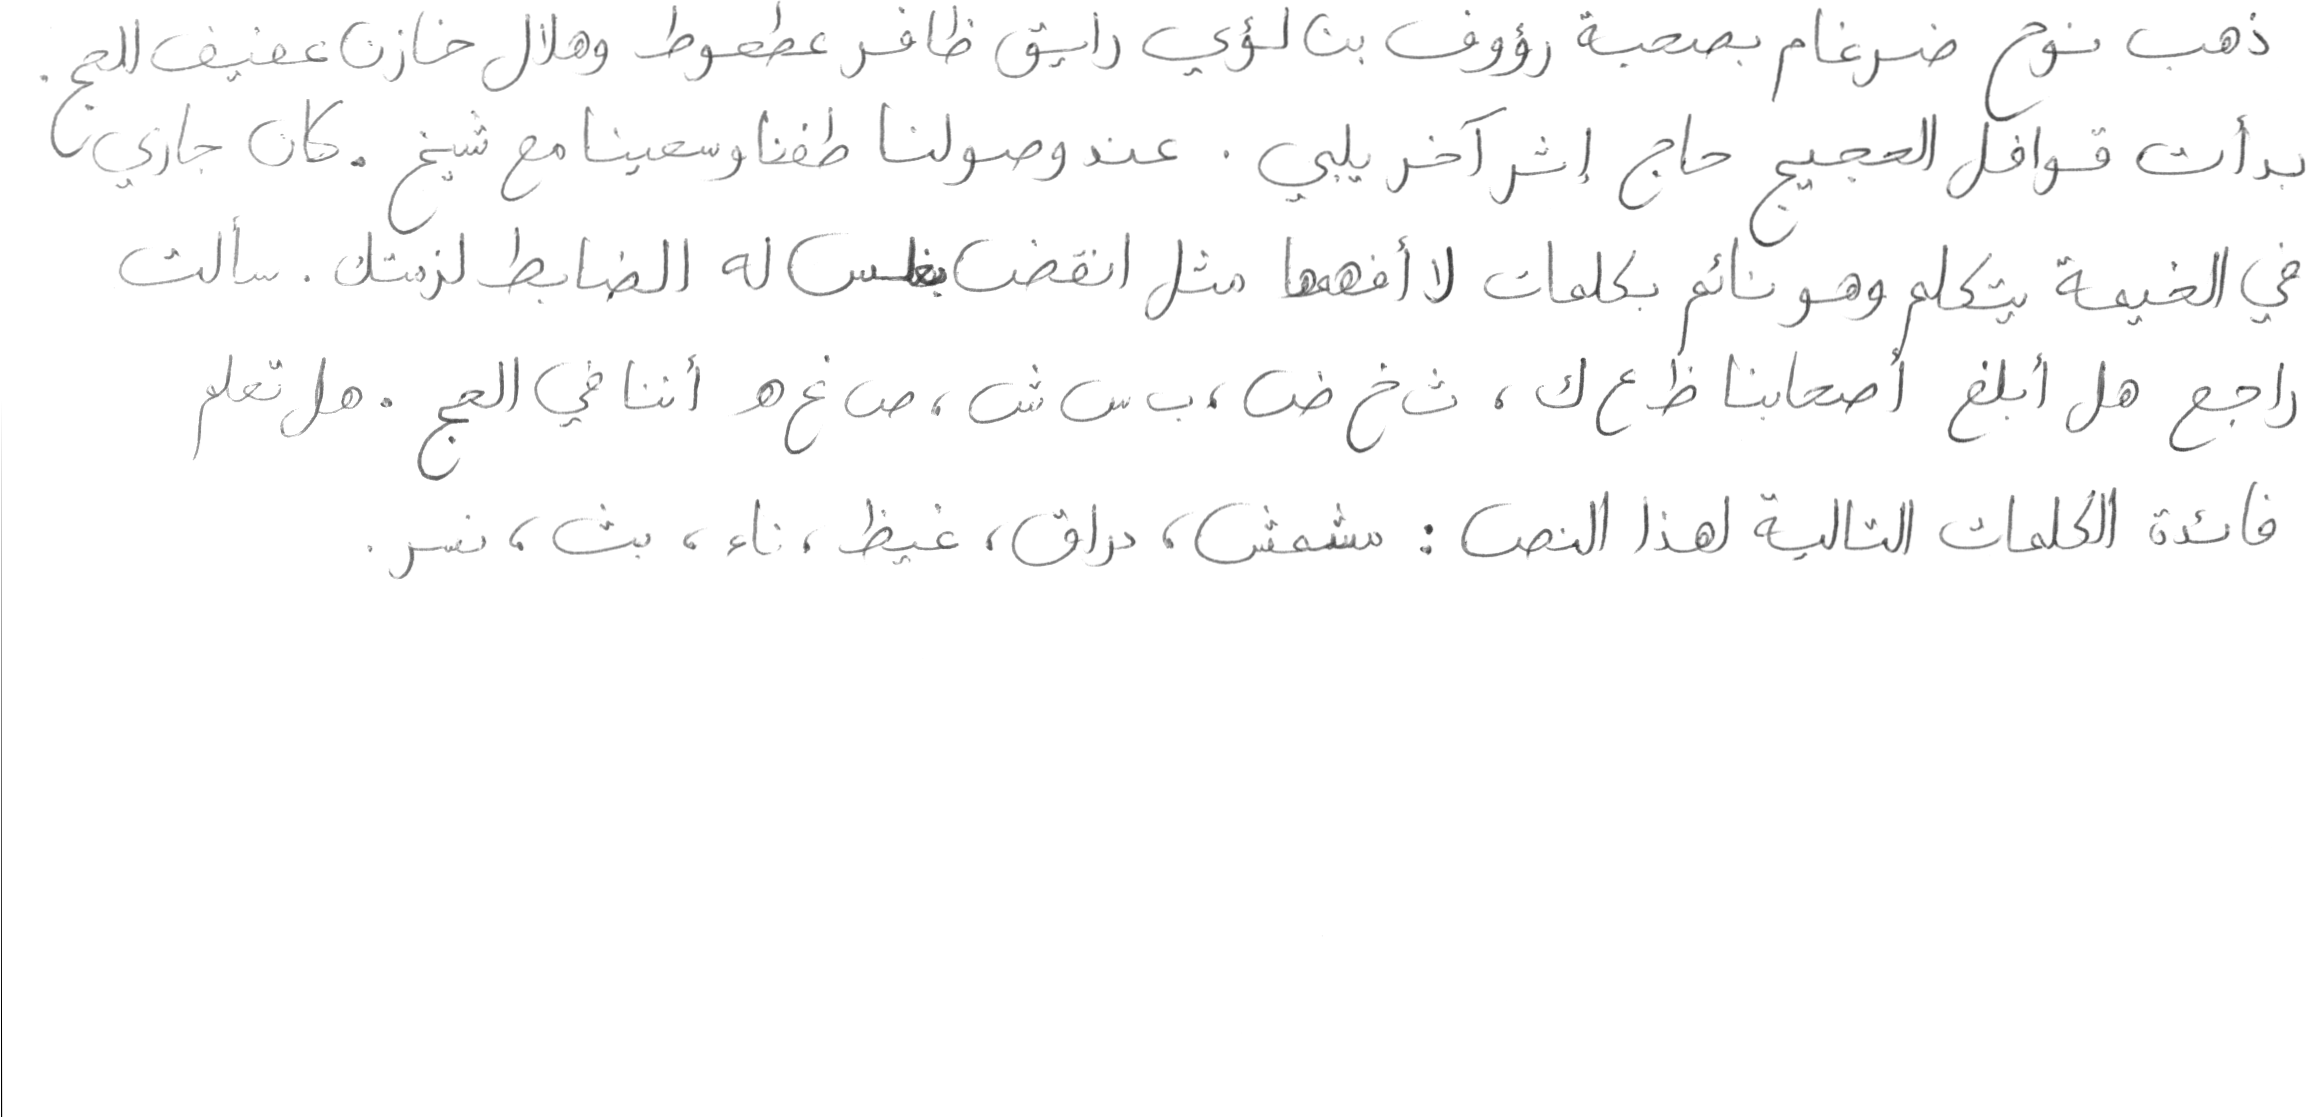 ذهب نوح ضرغام بصحبة رؤوف بن لؤي رايق ظافر عطعوط وهلال خازن عفيف للحج .
بدأت قوافل الحجيج حاج إثر آخر يلبي . عند وصولنا طفنا وسعينا مع شيخ . كان جاري
في الخيمة يتكلم وهو نائم بكلمات لا أفهمها مثل انقض بغلس له الضابط لزمتك . سألت
راجع هل أبلغ أصحابنا ظ ع ك ، ث خ ض ، ب س ش ، ص غ ه أننا في الحج . هل تعلم
فائدة الكلمات التالية لهذا النص : مشمش ، دراق ، غيظ ، ناء ، بث ، نسر .